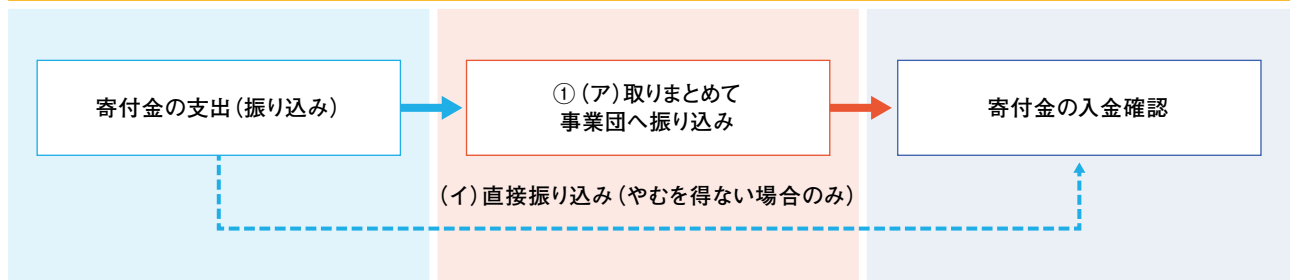 寄付金の支出（振り込み）
①（ア）取りまとめて
事業団へ振り込み
寄付金の入金確認
（イ）直接振り込み（やむを得ない場合のみ）